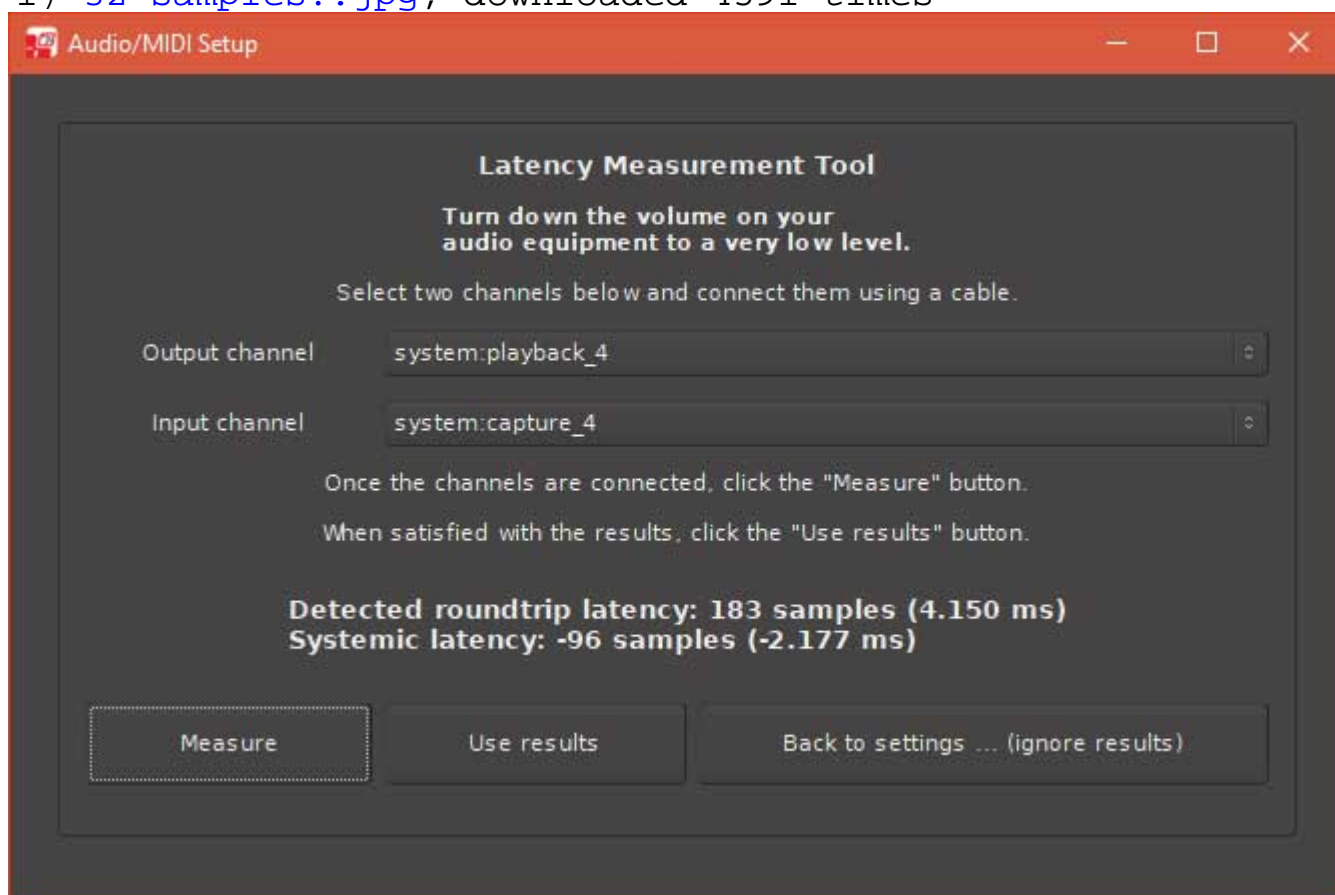 Audio/MIDI Setup
Latency Measurement Tool
Turn down the volume on your
audio equipment to a very low level.
Select two channels below and connect them using a cable.
Output channel system:playback_4
Input channel system:capture_4
Once the channels are connected, click the "Measure" button.
When satisfied with the results, click the "Use results" button.
Detected roundtrip latency: 183 samples (4.150 ms)
Systemic latency: -96 samples (-2.177 ms)
Measure Use results Back to settings ... (ignore results)